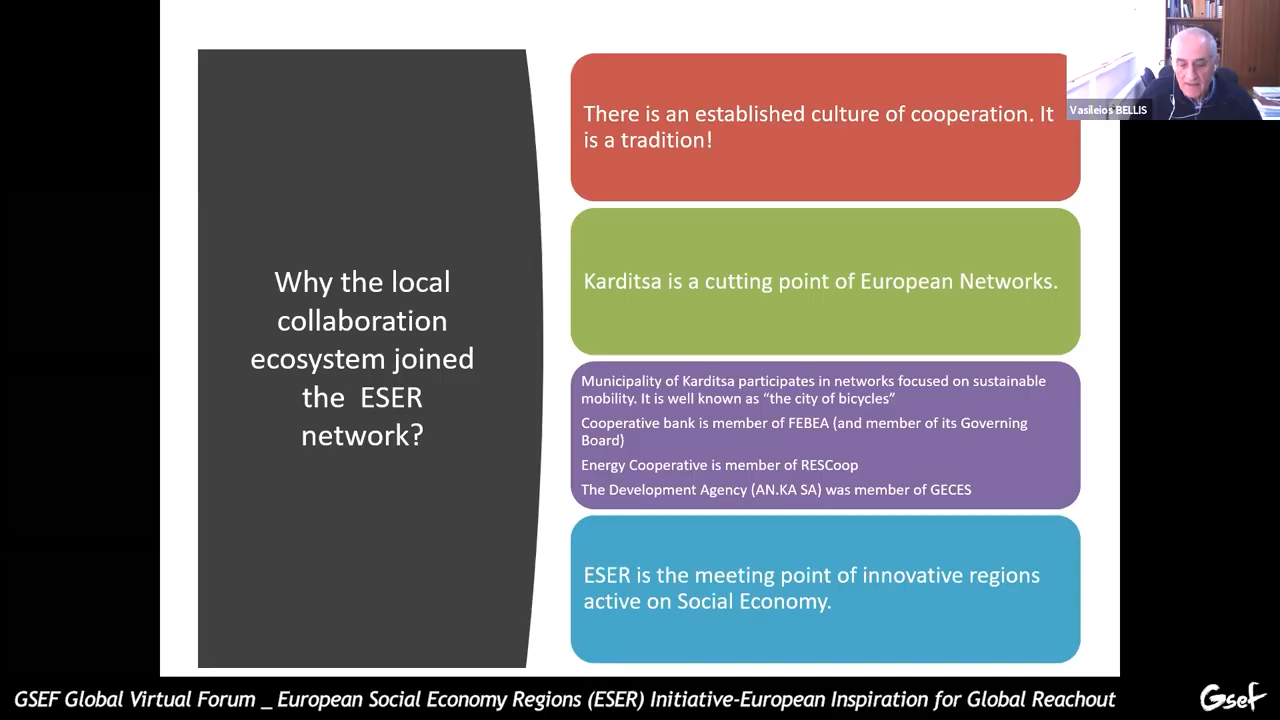 Why the local
collaboration
ecosystem joined
the ESER
network?
There is an established culture of cooperation. It
is a tradition!
Karditsa is a cutting point of European Networks.
Municipality of Karditsa participates in networks focused on sustainable
mobility. It is well known as “the city of bicycles”
Cooperative bank is member of FEBEA (and member of its Governing
Board)
Energy Cooperative is member of RESCoop
The Development Agency (AN.KA SA) was member of GECES
ESER is the meeting point of innovative regions
active on Social Economy.
Vasileios BELLIS
GSEF Global Virtual Forum _ European Social Economy Regions (ESER) Initiative-European Inspiration for Global Reachout
Gsef